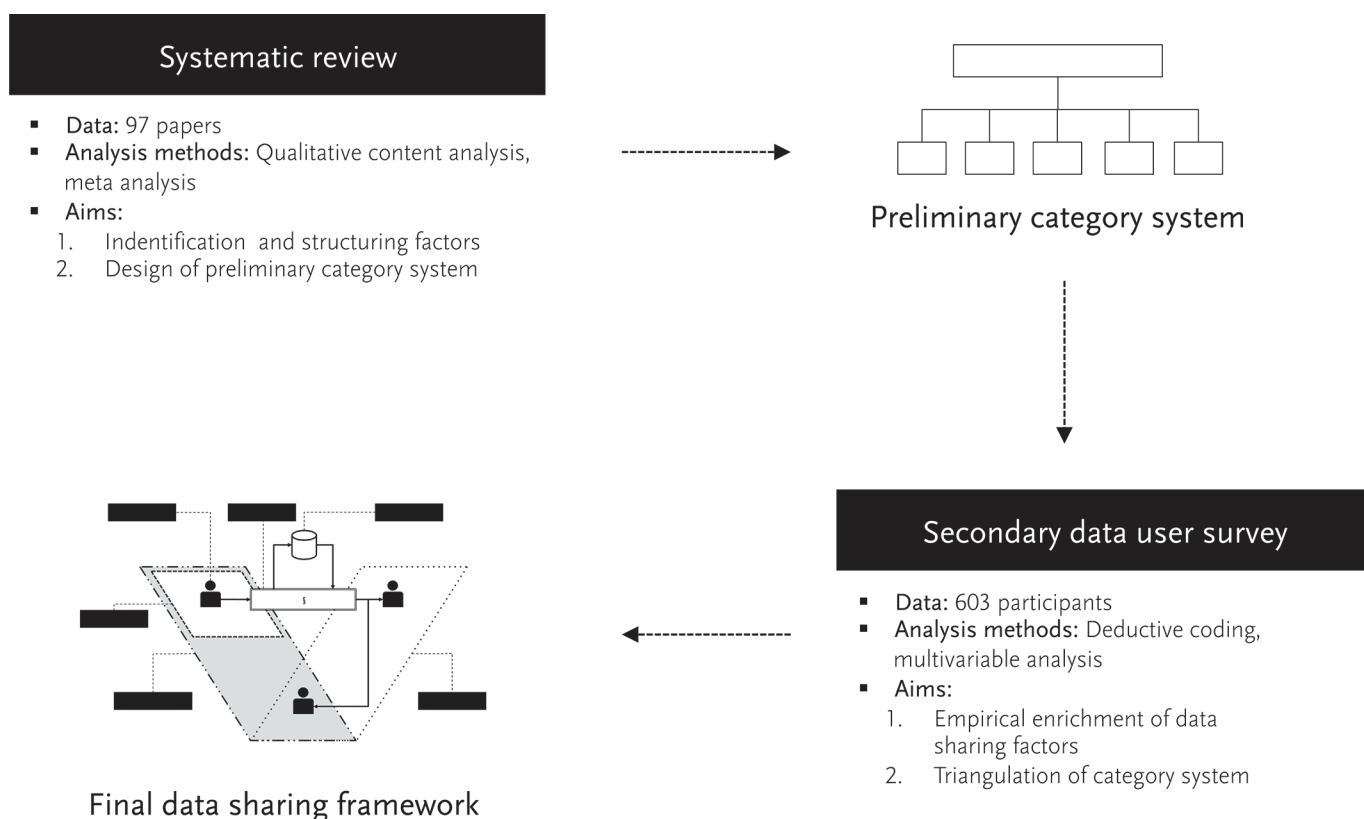 Systematic review
▪ Data: 97 papers
▪ Analysis methods: Qualitative content analysis,
meta analysis
▪ Aims:
1. Indentification and structuring factors
2. Design of preliminary category system
Preliminary category system
Secondary data user survey
▪ Data: 603 participants
▪ Analysis methods: Deductive coding,
multivariable analysis
▪ Aims:
1. Empirical enrichment of data
sharing factors
2. Triangulation of category system
§
Final data sharing framework